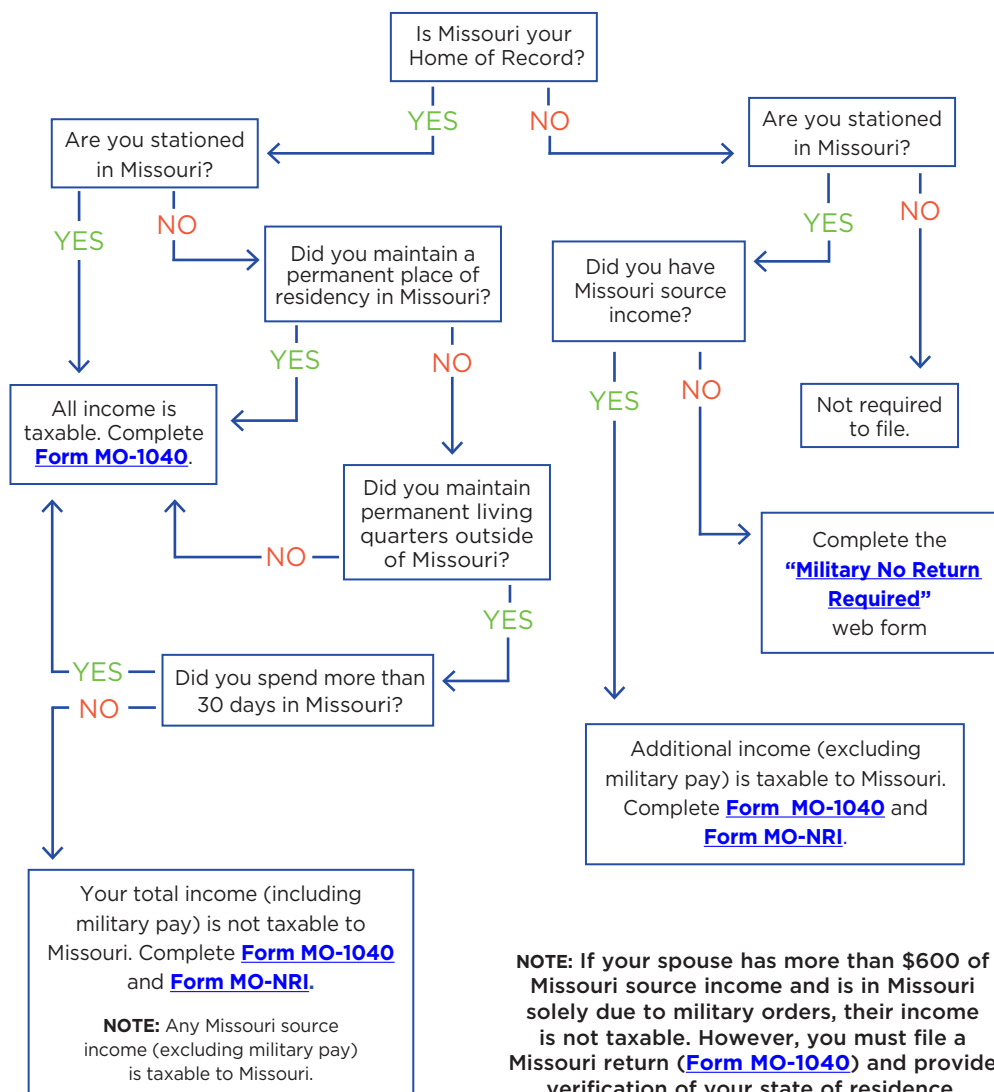 Is Missouri your
Home of Record?
YES
NO
Are you stationed
in Missouri?
Are you stationed
in Missouri?
YES
NO
YES
NO
Did you maintain a
permanent place of
residency in Missouri?
Did you have
Missouri source
income?
YES
NO
YES
NO
All income is
taxable. Complete
Form MO-1040.
Not required
to file.
Did you maintain
permanent living
quarters outside
of Missouri?
NO
YES
Complete the
“Military No Return
Required”
web form
Did you spend more than
30 days in Missouri?
YES
NO
Additional income (excluding
military pay) is taxable to Missouri.
Complete Form MO-1040 and
Form MO-NRI.
Your total income (including
military pay) is not taxable to
Missouri. Complete Form MO-1040
and Form MO-NRI.
NOTE: Any Missouri source
income (excluding military pay)
is taxable to Missouri.
NOTE: If your spouse has more than $600 of
Missouri source income and is in Missouri
solely due to military orders, their income
is not taxable. However, you must file a
Missouri return (Form MO-1040) and provide
verification of your state of residence